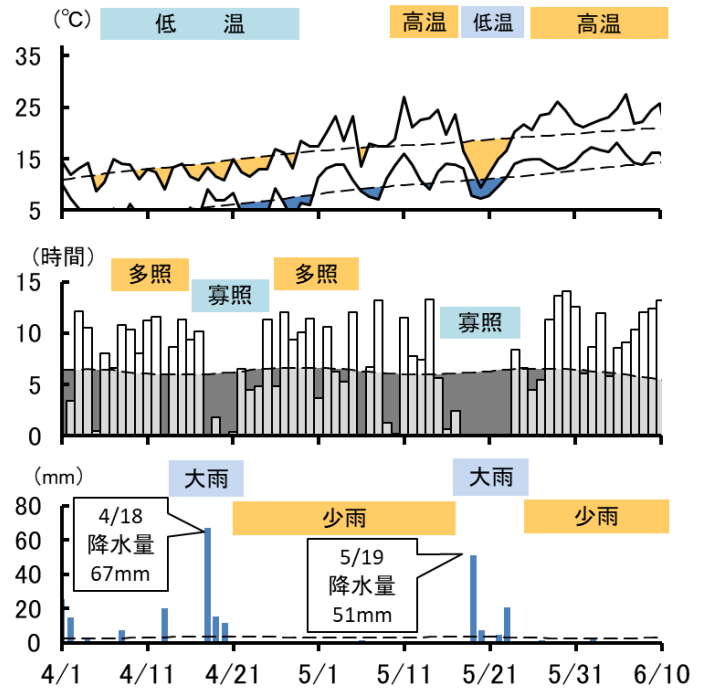 (℃)
低 温
高温
低温
高温
35
25
15
5
(時間)
多照
寡照
多照
寡照
15
10
5
0
(mm)
大雨
大雨
少雨
少雨
80
60
40
20
0
4/18
降水量
67mm
5/19
降水量
51mm
4/1 4/11 4/21 5/1 5/11 5/21 5/31 6/10